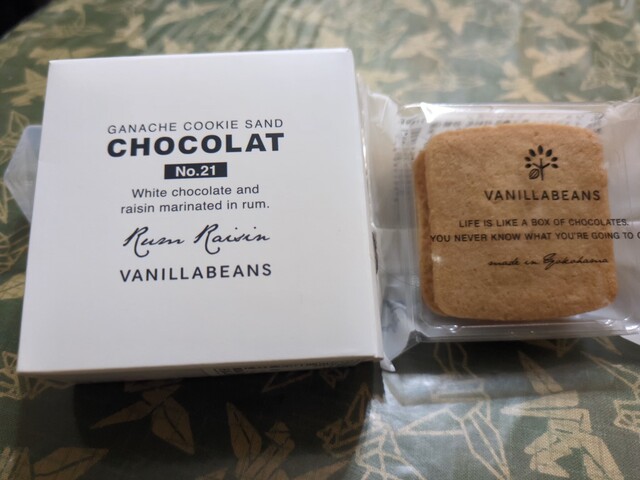 GANACHE COOKIE SAND
CHOCOLAT
No.21
White chocolate and
raisin marinated in rum.
Rum Raisin
VANILLABEANS
VANILLABEANS
LIFE IS LIKE A BOX OF CHOCOLATES.
YOU NEVER KNOW WHAT YOU'RE GOING TO
made in Yokohama